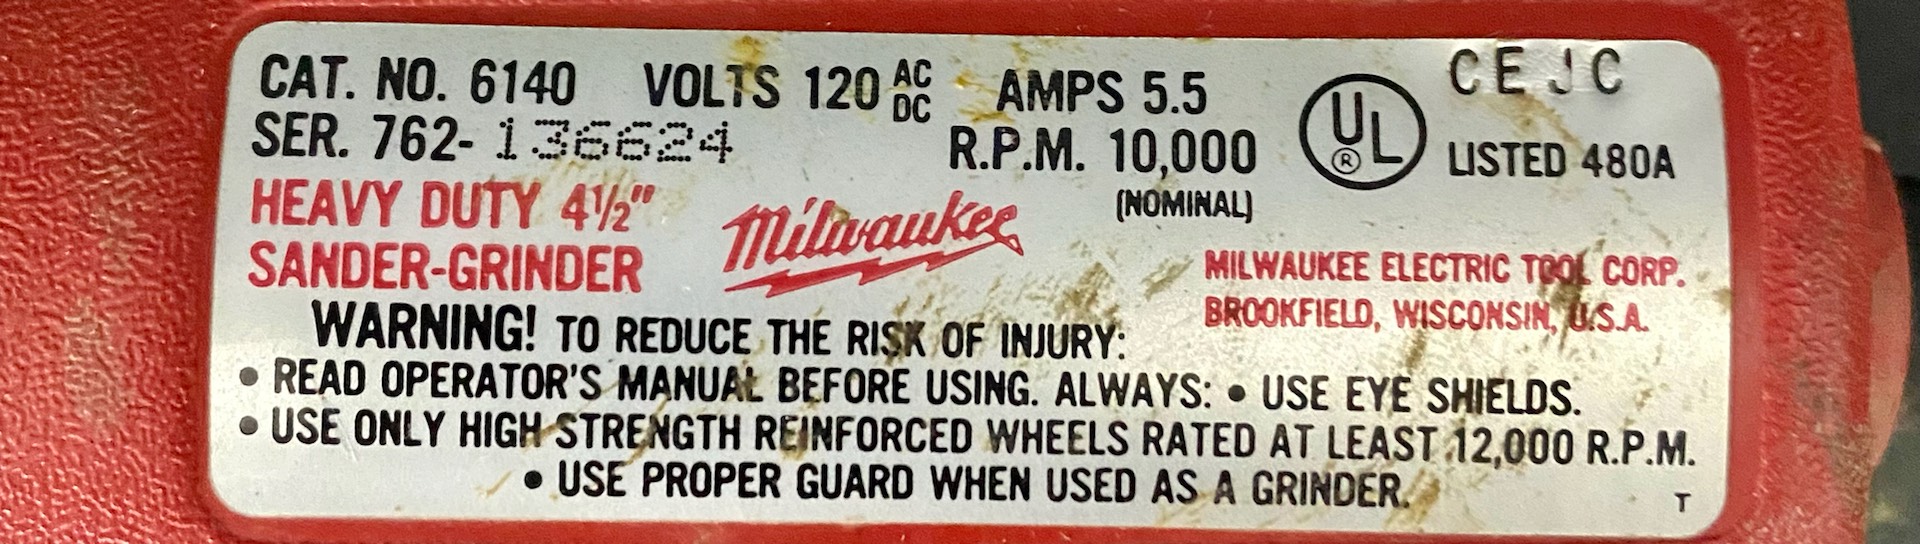 CAT. NO. 6140 VOLTS 120 AC DC AMPS 5.5
SER. 762-136624 R.P.M. 10,000
(NOMINAL)
UL ®
CEJC
LISTED 480A
HEAVY DUTY 4½"
SANDER-GRINDER
Milwaukee
MILWAUKEE ELECTRIC TOOL CORP.
BROOKFIELD, WISCONSIN, U.S.A.
WARNING! TO REDUCE THE RISK OF INJURY:
• READ OPERATOR'S MANUAL BEFORE USING. ALWAYS: • USE EYE SHIELDS.
• USE ONLY HIGH STRENGTH REINFORCED WHEELS RATED AT LEAST 12,000 R.P.M.
• USE PROPER GUARD WHEN USED AS A GRINDER.
T